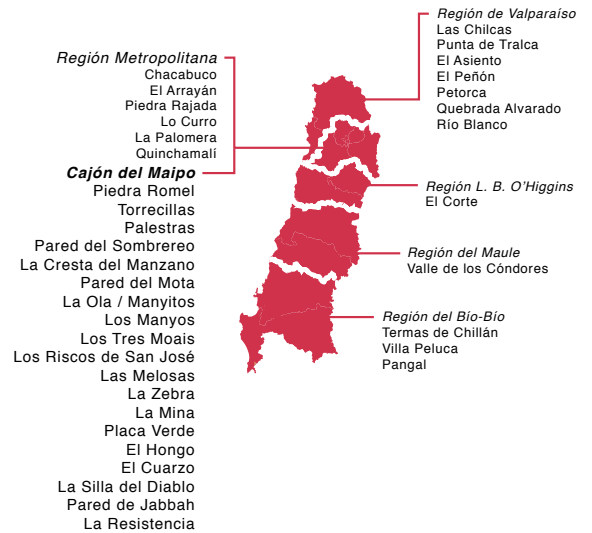 Región Metropolitana
Chacabuco
El Arrayán
Piedra Rajada
Lo Curro
La Palomera
Quinchamalí
Cajón del Maipo
Piedra Romel
Torrecillas
Palestras
Pared del Sombrereo
La Cresta del Manzano
Pared del Mota
La Ola / Manyitos
Los Manyos
Los Tres Moais
Los Riscos de San José
Las Melosas
La Zebra
La Mina
Placa Verde
El Hongo
El Cuarzo
La Silla del Diablo
Pared de Jabbah
La Resistencia
Región de Valparaíso
Las Chilcas
Punta de Tralca
El Asiento
El Peñón
Petorca
Quebrada Alvarado
Río Blanco
Región L. B. O'Higgins
El Corte
Región del Maule
Valle de los Cóndores
Región del Bío-Bío
Termas de Chillán
Villa Peluca
Pangal